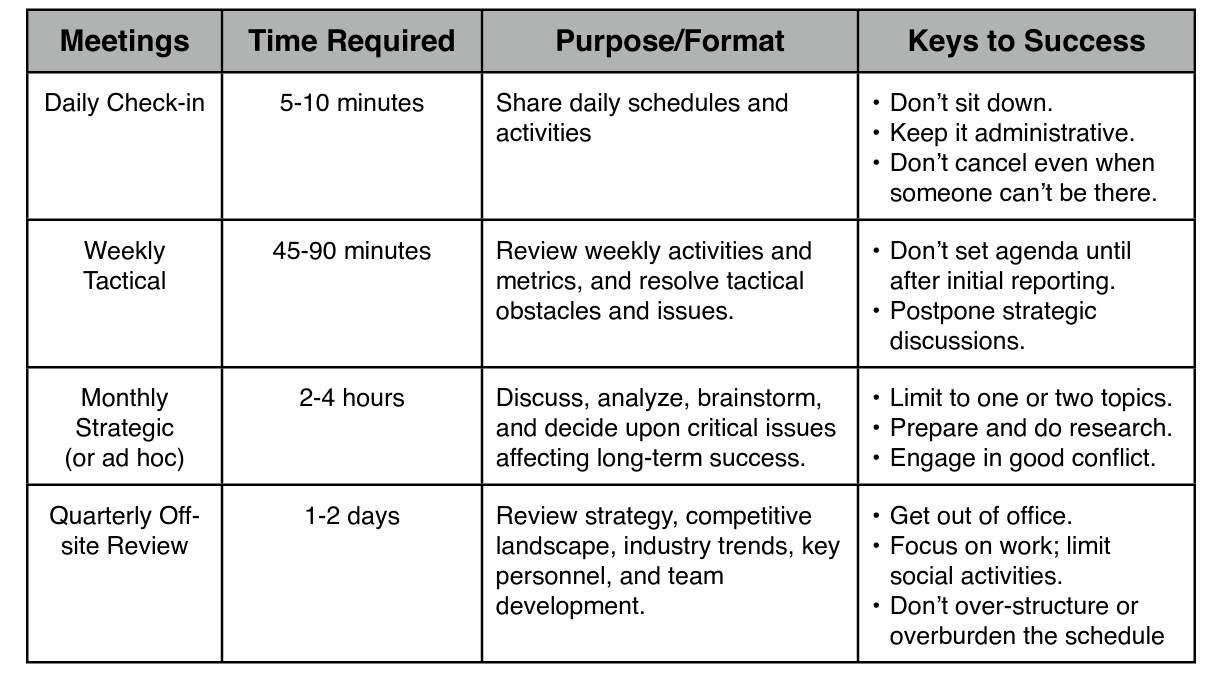 Meetings
Time Required
Purpose/Format
Keys to Success
Daily Check-in
5-10 minutes
Share daily schedules and
activities
• Don’t sit down.
• Keep it administrative.
• Don’t cancel even when
someone can’t be there.
Weekly
Tactical
45-90 minutes
Review weekly activities and
metrics, and resolve tactical
obstacles and issues.
• Don’t set agenda until
after initial reporting.
• Postpone strategic
discussions.
Monthly
Strategic
(or ad hoc)
2-4 hours
Discuss, analyze, brainstorm,
and decide upon critical issues
affecting long-term success.
• Limit to one or two topics.
• Prepare and do research.
• Engage in good conflict.
Quarterly Off-
site Review
1-2 days
Review strategy, competitive
landscape, industry trends, key
personnel, and team
development.
• Get out of office.
• Focus on work; limit
social activities.
• Don’t over-structure or
overburden the schedule